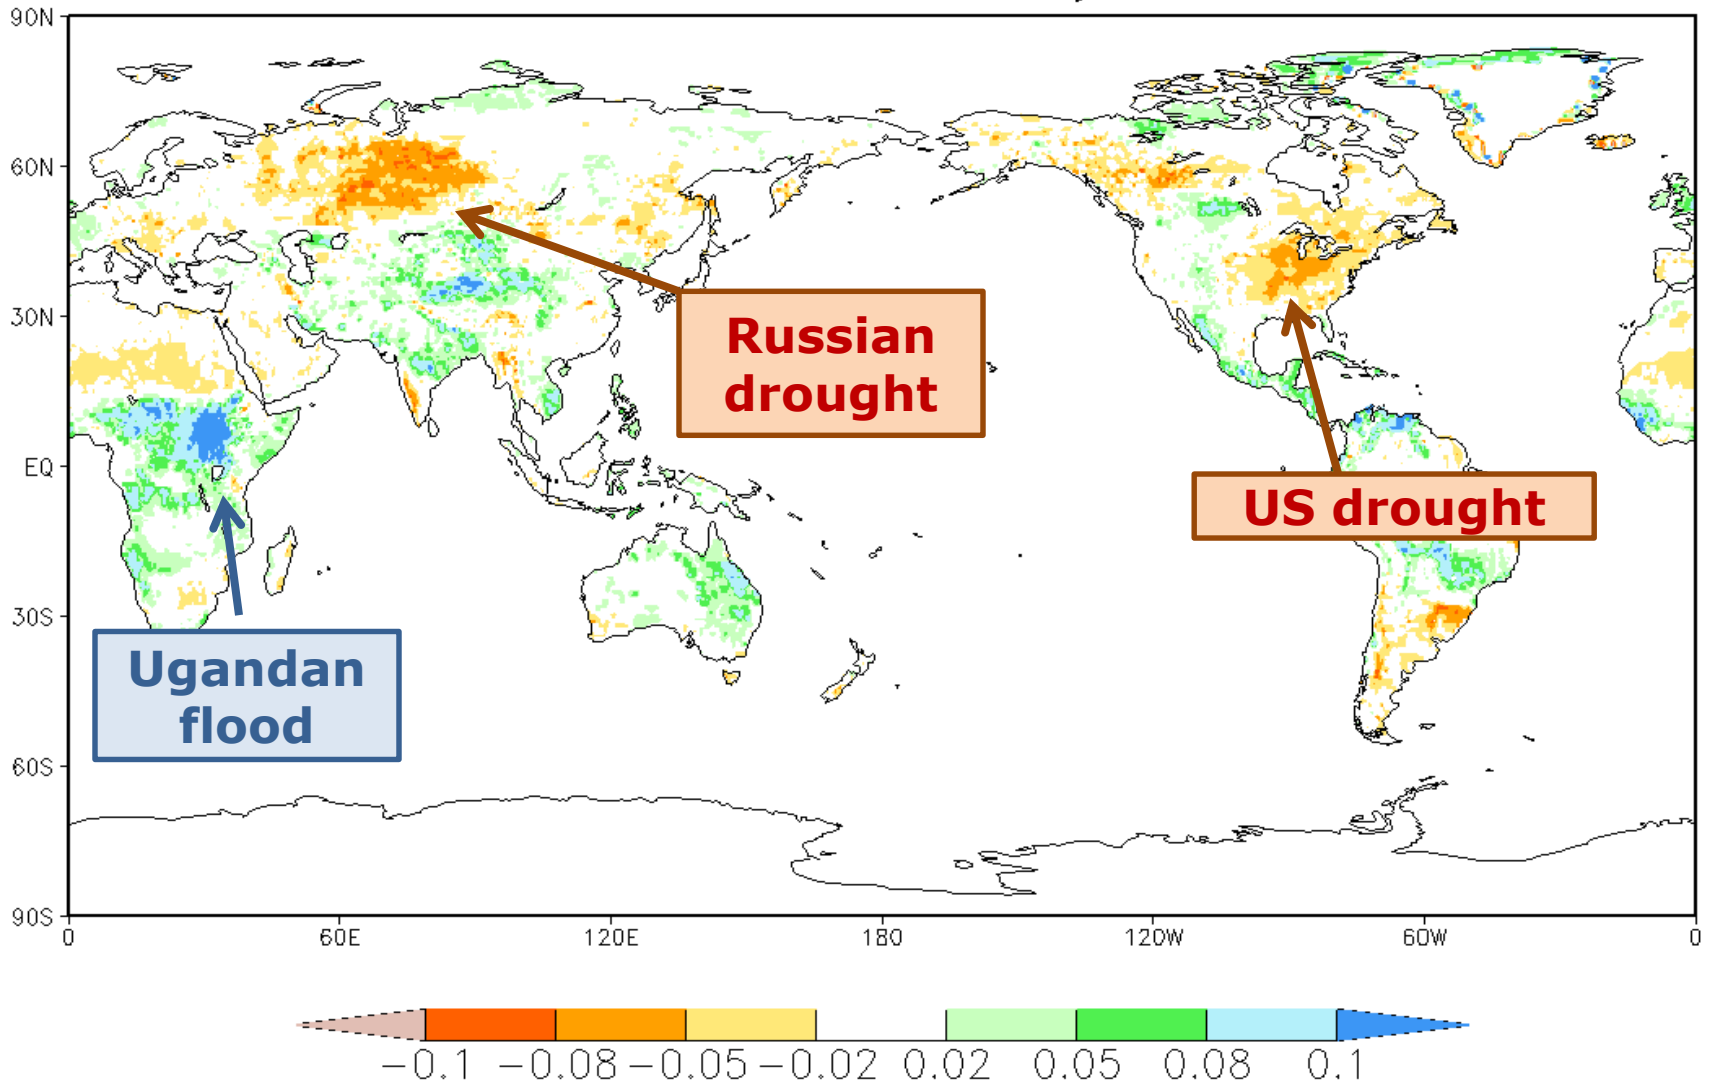 90N
60N
30N
EQ
30S
60S
90S
0 60E 120E 180 120W 60W 0
Russian
drought
US drought
Ugandan
flood
−0.1 −0.08 −0.05 −0.02 0.02 0.05 0.08 0.1